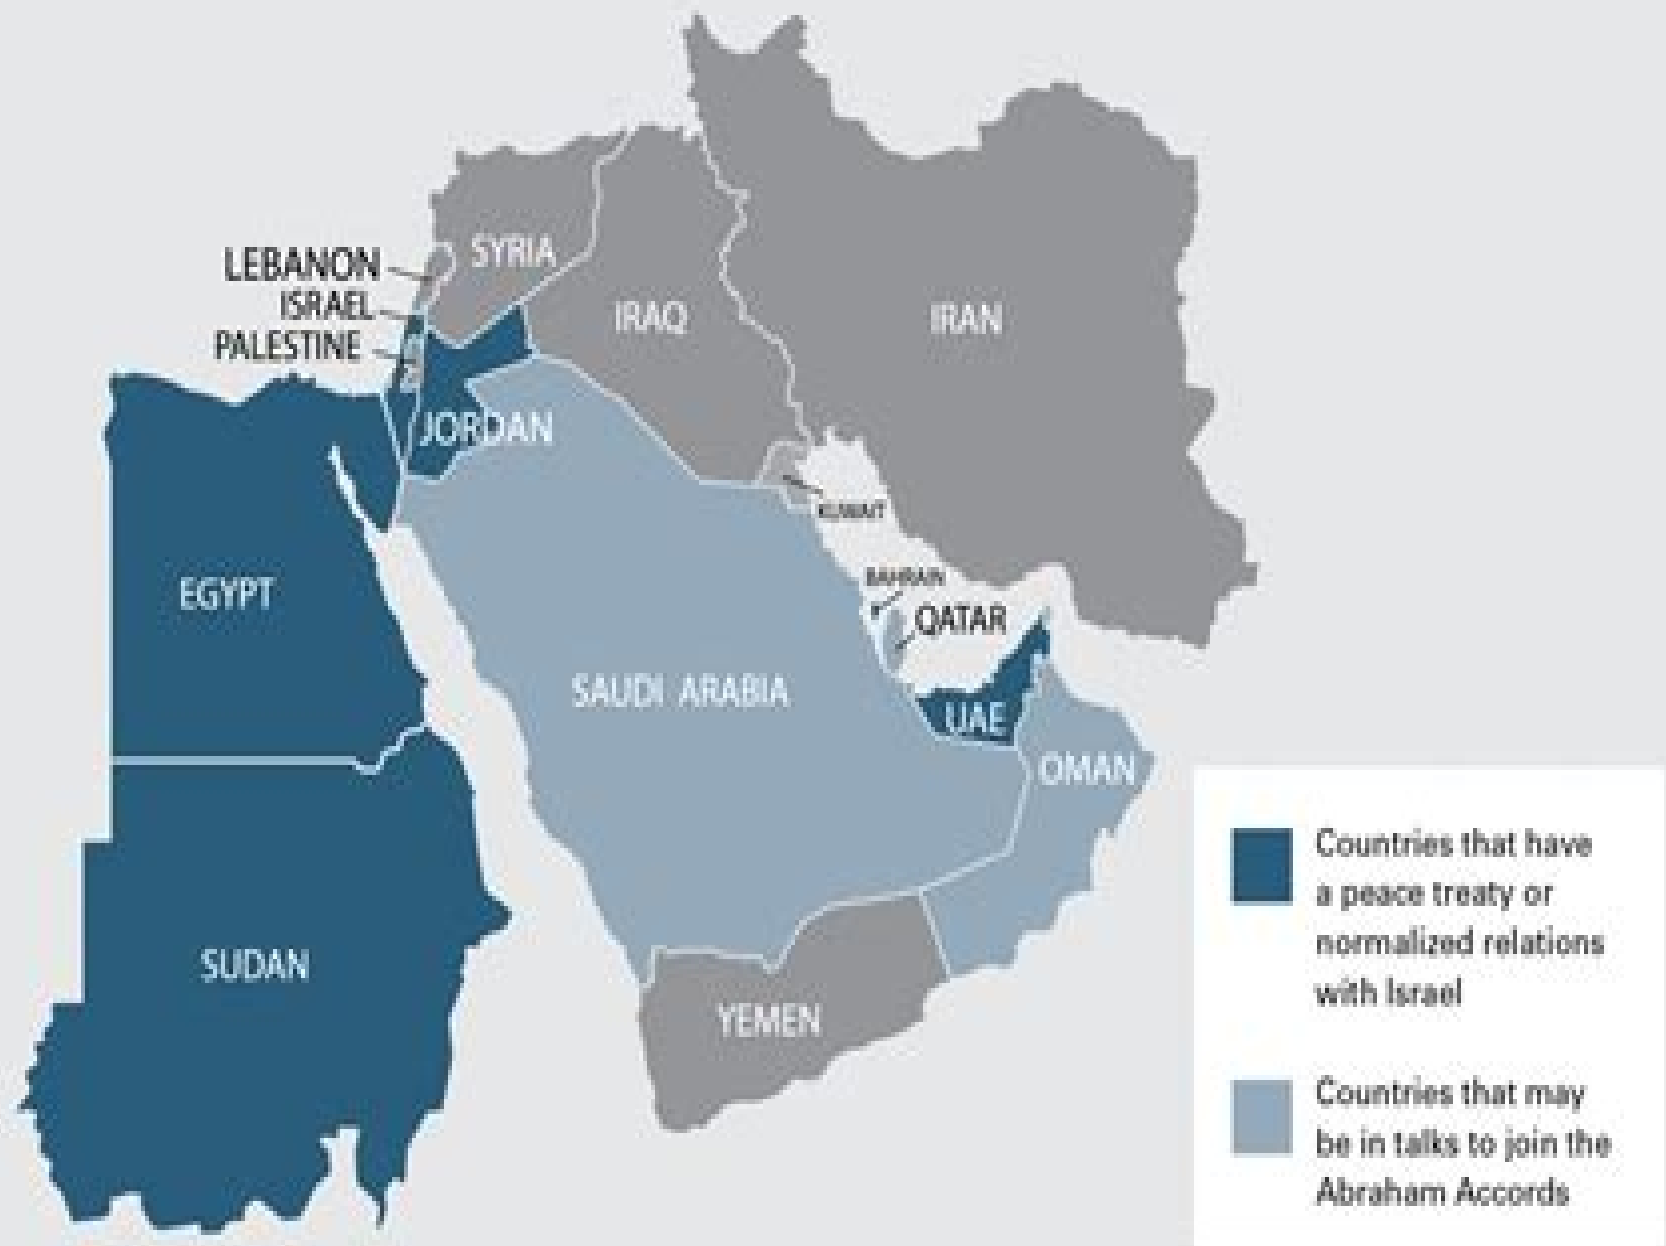 SYRIA
LEBANON
ISRAEL
PALESTINE
IRAQ
IRAN
JORDAN
KUWAIT
EGYPT
BAHRAIN
QATAR
SAUDI ARABIA
UAE
OMAN
SUDAN
YEMEN
Countries that have
a peace treaty or
normalized relations
with Israel
Countries that may
be in talks to join the
Abraham Accords